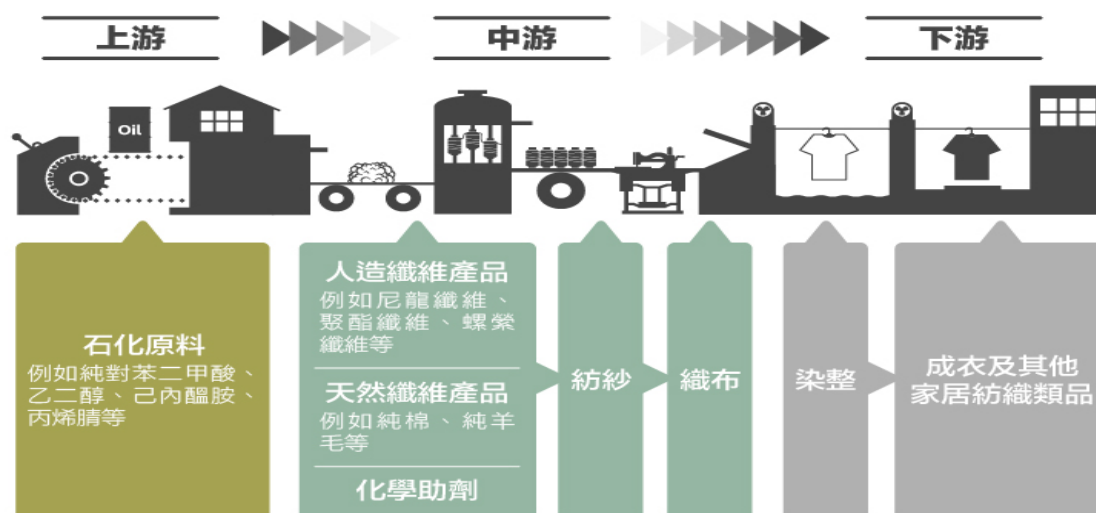 上游
中游
下游
Oil
石化原料
例如純對苯二甲酸、
乙二醇、己內醯胺、
丙烯腈等
人造纖維產品
例如尼龍纖維、
聚酯纖維、螺縈
纖維等
天然纖維產品
例如純棉、純羊
毛等
化學助劑
紡紗
織布
染整
成衣及其他
家居紡織類品